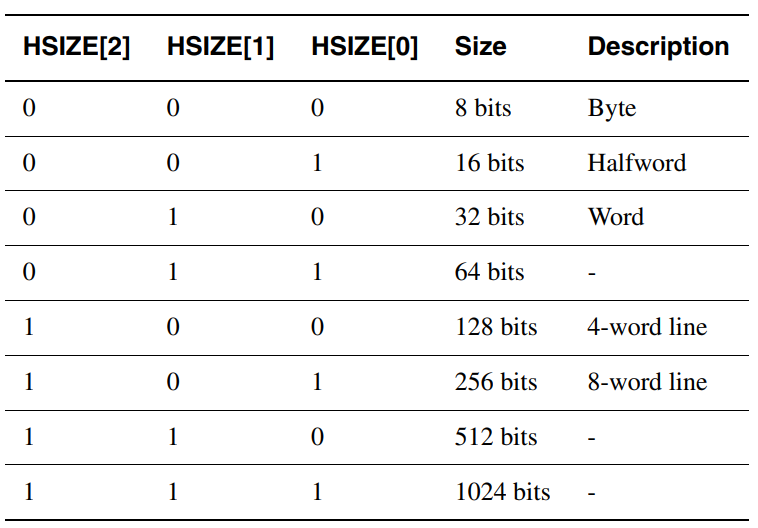 HSIZE[2] HSIZE[1] HSIZE[0] Size Description
0 0 0 8 bits Byte
0 0 1 16 bits Halfword
0 1 0 32 bits Word
0 1 1 64 bits -
1 0 0 128 bits 4-word line
1 0 1 256 bits 8-word line
1 1 0 512 bits -
1 1 1 1024 bits -